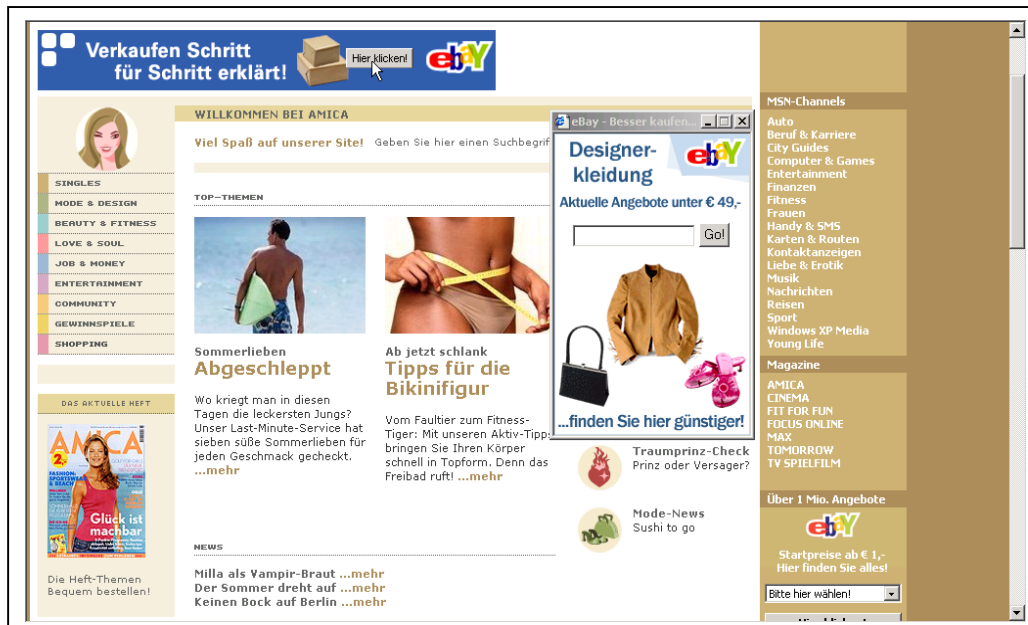 Verkaufen Schritt
für Schritt erklärt!
Hier klicken!
ebaY
WILLKOMMEN BEI AMICA
Viel Spaß auf unserer Site! Geben Sie hier einen Suchbegrif
SINGLES
MODE & DESIGN
BEAUTY & FITNESS
LOVE & SOUL
JOB & MONEY
ENTERTAINMENT
COMMUNITY
GEWINNSPIELE
SHOPPING
DAS AKTUELLE HEFT
AMICA
Glück ist
machbar
Die Heft-Themen
Bequem bestellen!
TOP-THEMEN
Sommerlieben
Abgeschleppt
Wo kriegt man in diesen
Tagen die leckersten Jungs?
Unser Last-Minute-Service hat
sieben süße Sommerlieben für
jeden Geschmack gecheckt.
...mehr
Ab jetzt schlank
Tipps für die
Bikinifigur
Vom Faultier zum Fitness-
Tiger: Mit unseren Aktiv-Tipps
bringen Sie Ihren Körper
schnell in Topform. Denn das
Freibad ruft! ...mehr
NEWS
Milla als Vampir-Braut ...mehr
Der Sommer dreht auf ...mehr
Keinen Bock auf Berlin ...mehr
eBay - Besser kaufen...
Designer-
kleidung
ebaY
Aktuelle Angebote unter € 49,-
Go!
...finden Sie hier günstiger!
Traumprinz-Check
Prinz oder Versager?
Mode-News
Sushi to go
MSN-Channels
Auto
Beruf & Karriere
City Guides
Computer & Games
Entertainment
Finanzen
Fitness
Frauen
Handy & SMS
Karten & Routen
Kontaktanzeigen
Liebe & Erotik
Musik
Nachrichten
Reisen
Sport
Windows XP Media
Young Life
Magazine
AMICA
CINEMA
FIT FOR FUN
FOCUS ONLINE
MAX
TOMORROW
TV SPIELFILM
Über 1 Mio. Angebote
ebaY
Startpreise ab € 1,-
Hier finden Sie alles!
Bitte hier wählen!